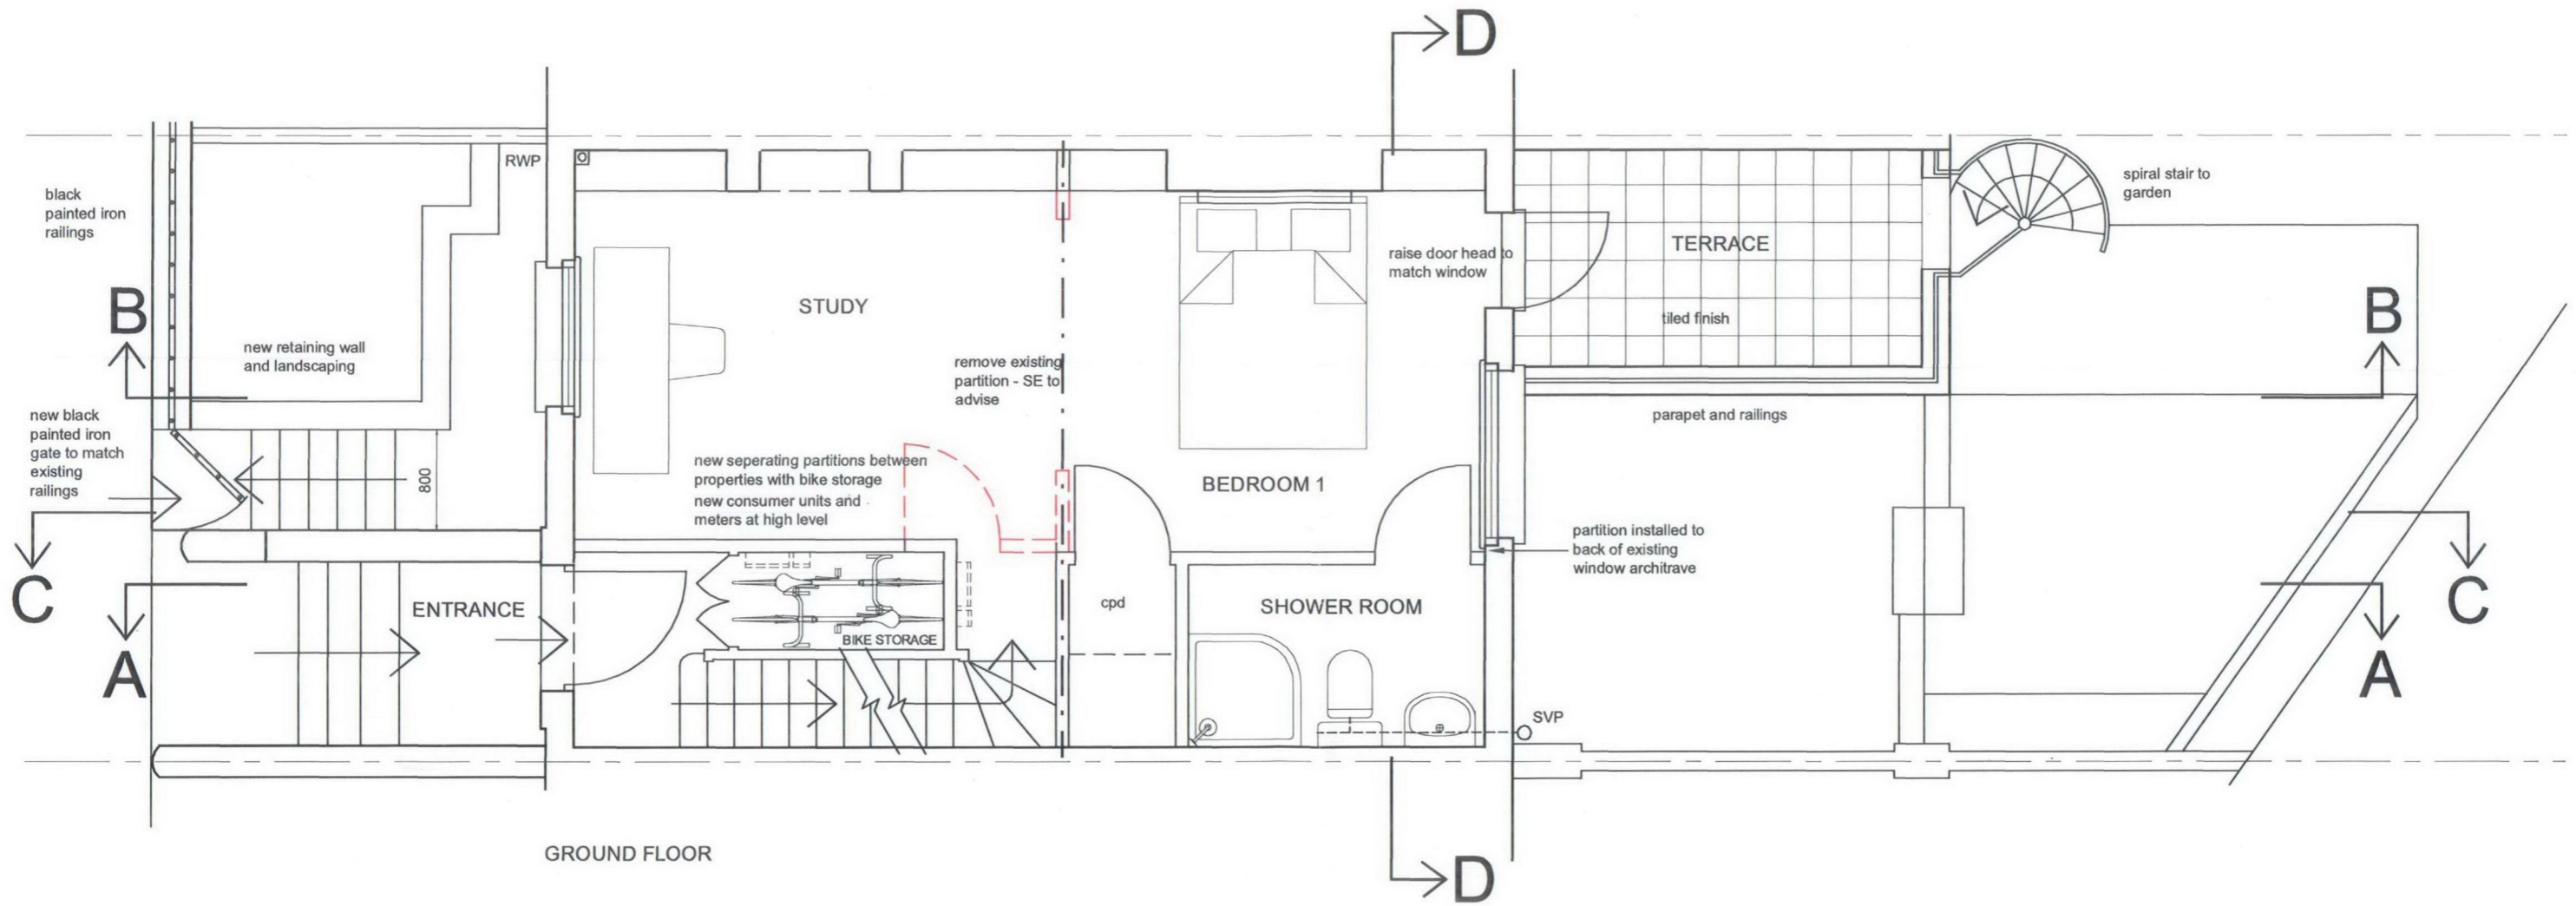 D
RWP
black
painted iron
railings
spiral stair to
garden
TERRACE
raise door head to
match window
STUDY
tiled finish
B
B
new retaining wall
and landscaping
remove existing
partition - SE to
advise
new black
painted iron
gate to match
existing
railings
parapet and railings
800
new seperating partitions between
properties with bike storage
new consumer units and
meters at high level
BEDROOM 1
partition installed to
back of existing
window architrave
C
C
ENTRANCE
cpd
SHOWER ROOM
BIKE STORAGE
A
A
SVP
GROUND FLOOR
D